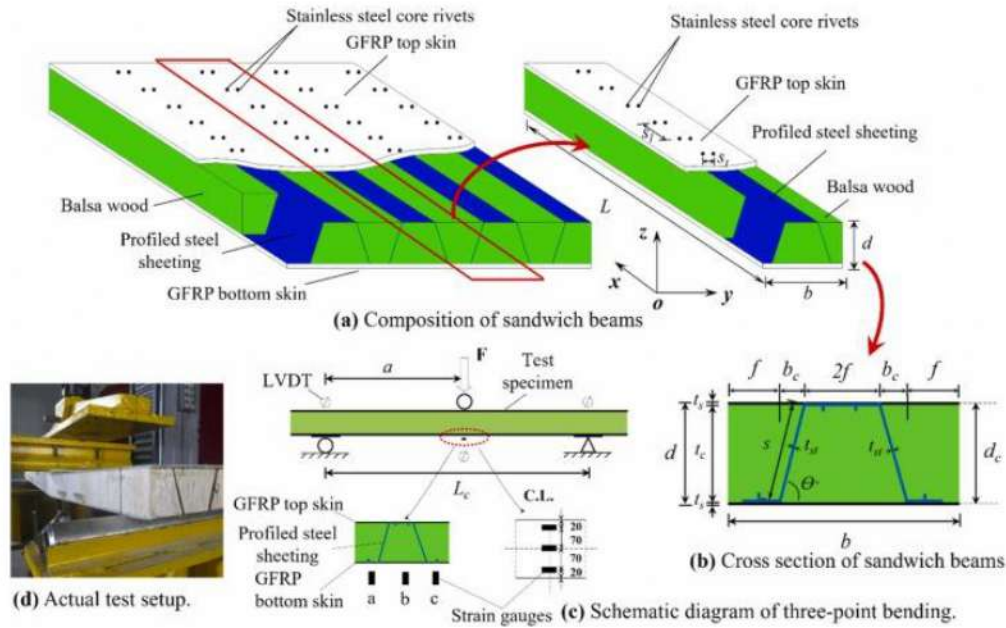 Stainless steel core rivets
GFRP top skin
Balsa wood
Profiled steel
sheeting
GFRP bottom skin
Stainless steel core rivets
GFRP top skin
Profiled steel sheeting
Balsa wood
s₁
s₁
L
z
x
o
y
d
b
(a) Composition of sandwich beams
F
LVDT
a
Test
specimen
L_c
C.L.
GFRP top skin
Profiled steel
sheeting
GFRP
bottom skin
a b c
20
70
70
20
Strain gauges
(c) Schematic diagram of three-point bending.
f b_c 2f b_c f
t_s
d
t_c
t_s
s
t_st
t_st
Θ°
d_c
b
(b) Cross section of sandwich beams
(d) Actual test setup.